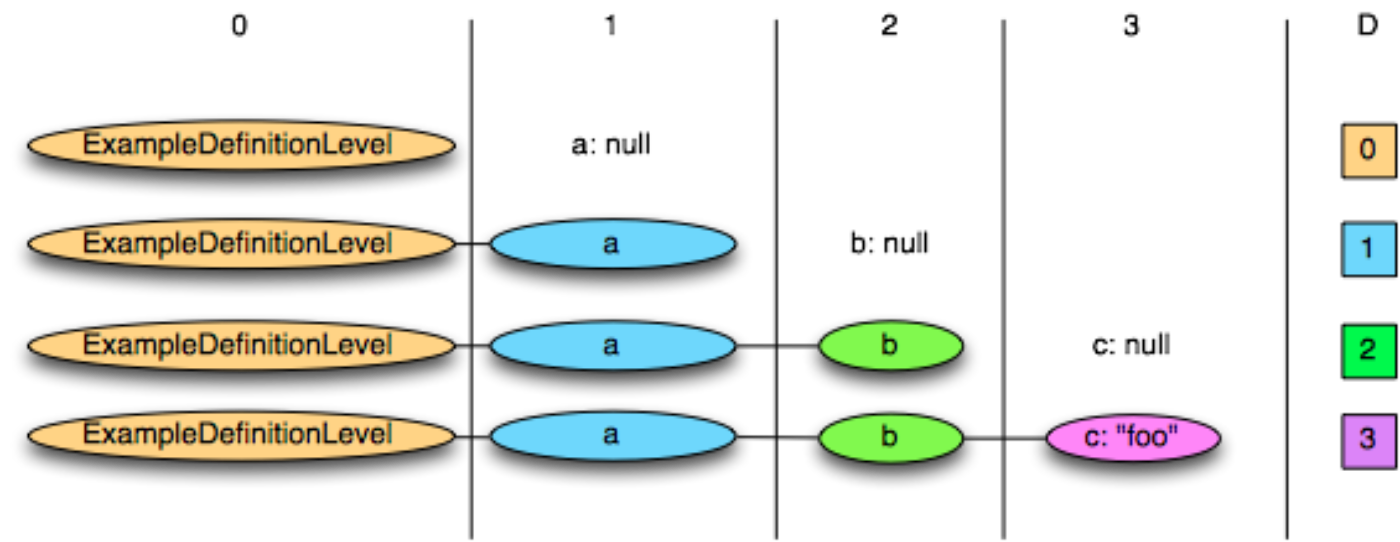 0 1 2 3 D
ExampleDefinitionLevel a: null 0
ExampleDefinitionLevel a b: null 1
ExampleDefinitionLevel a b c: null 2
ExampleDefinitionLevel a b c: "foo" 3